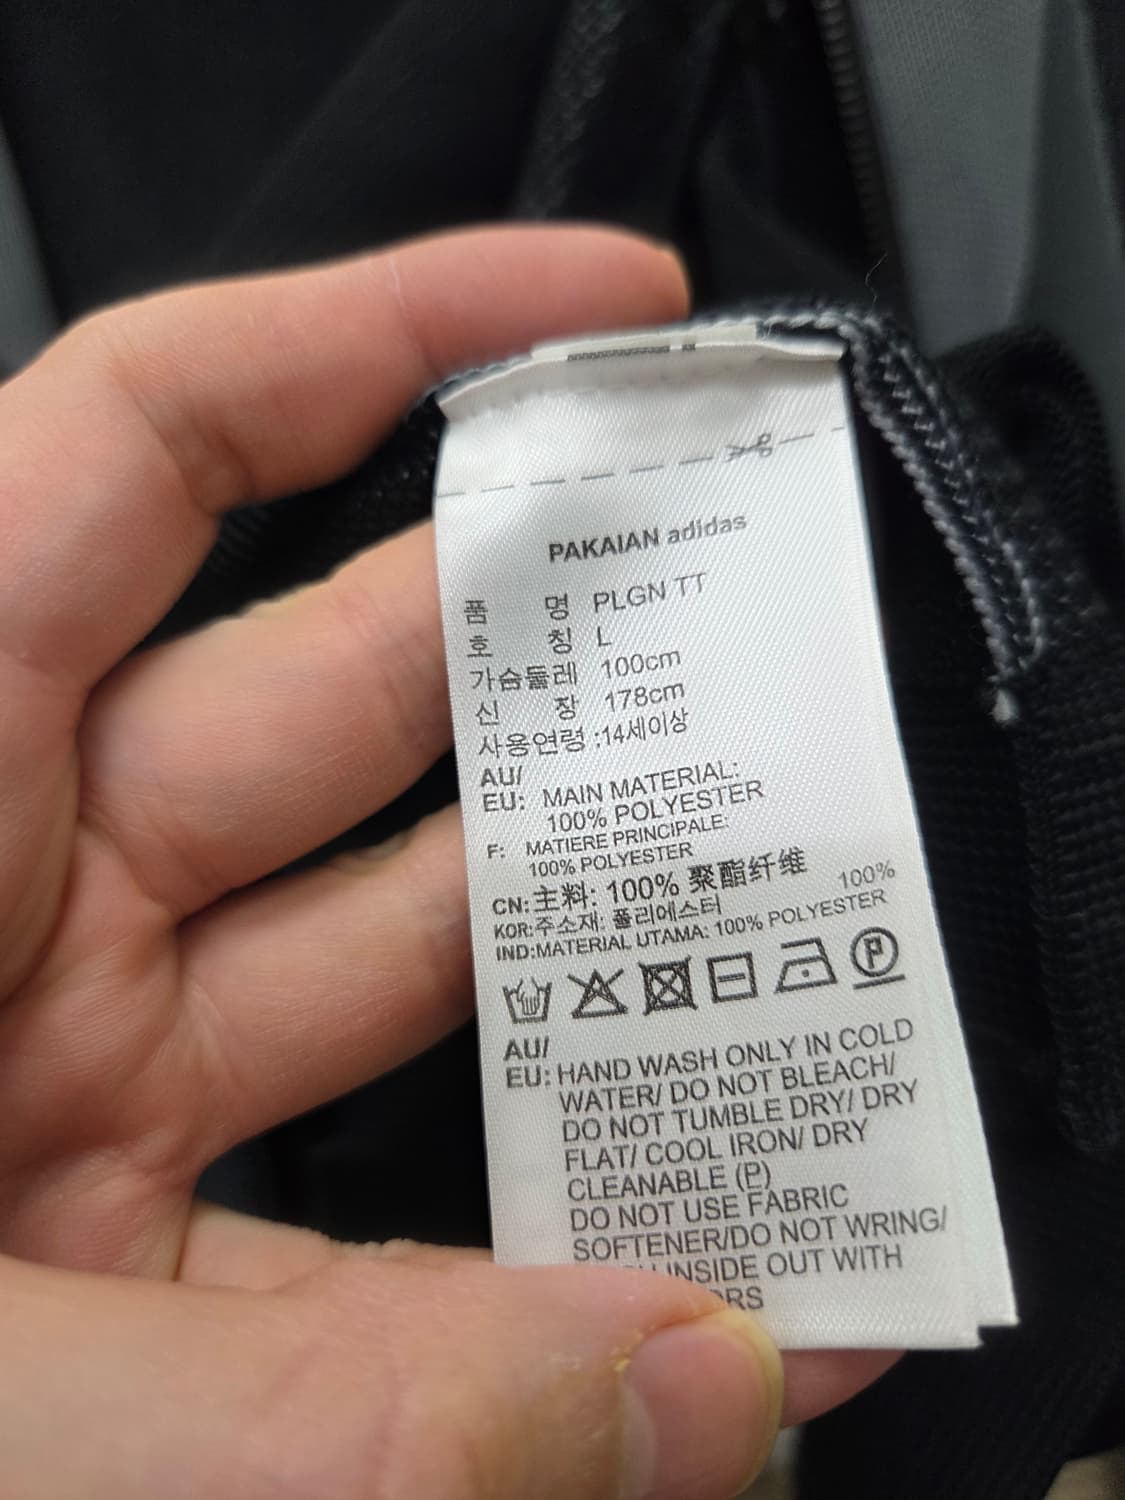 PAKAIAN adidas
품 명 PLGN TT
호 칭 L
가슴둘레 100cm
신 장 178cm
사용연령 :14세이상
AU/
EU: MAIN MATERIAL:
100% POLYESTER
F: MATIERE PRINCIPALE:
100% POLYESTER
CN:主料: 100% 聚酯纤维
KOR:주소재: 폴리에스터 100%
IND:MATERIAL UTAMA: 100% POLYESTER
P
AU/
EU: HAND WASH ONLY IN COLD
WATER/ DO NOT BLEACH/
DO NOT TUMBLE DRY/ DRY
FLAT/ COOL IRON/ DRY
CLEANABLE (P)
DO NOT USE FABRIC
SOFTENER/DO NOT WRING/
INSIDE OUT WITH